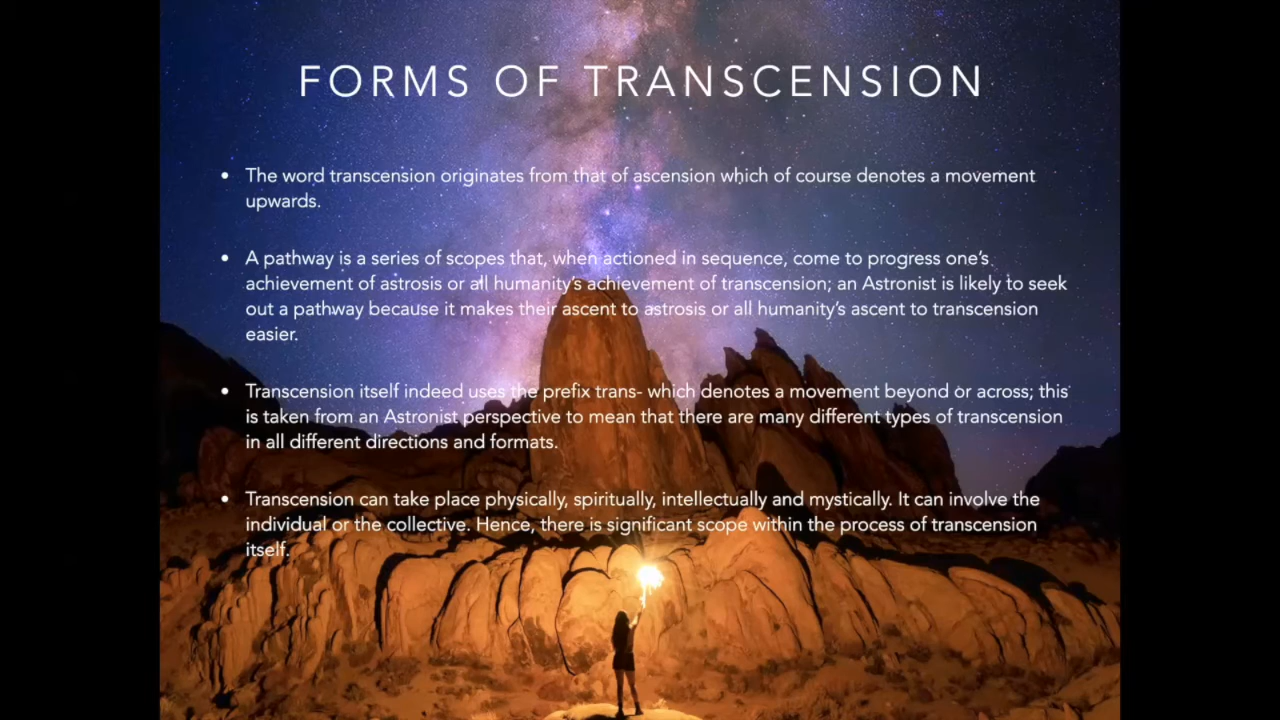 FORMS OF TRANSCENSION
• The word transcension originates from that of ascension which of course denotes a movement
upwards.
• A pathway is a series of scopes that, when actioned in sequence, come to progress one’s
achievement of astrosis or all humanity’s achievement of transcension; an Astronist is likely to seek
out a pathway because it makes their ascent to astrosis or all humanity’s ascent to transcension
easier.
• Transcension itself indeed uses the prefix trans- which denotes a movement beyond or across; this
is taken from an Astronist perspective to mean that there are many different types of transcension
in all different directions and formats.
• Transcension can take place physically, spiritually, intellectually and mystically. It can involve the
individual or the collective. Hence, there is significant scope within the process of transcension
itself.